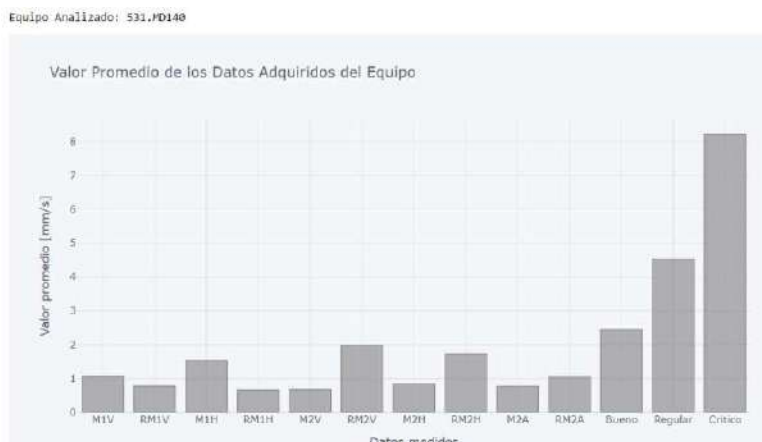 Equipo Analizado: 531.MD140
Valor Promedio de los Datos Adquiridos del Equipo
Valor promedio [mm/s]
8
7
6
5
4
3
2
1
0
M1V RM1V M1H RM1H M2V RM2V M2H RM2H M2A RM2A Bueno Regular Critico
Datos medidos